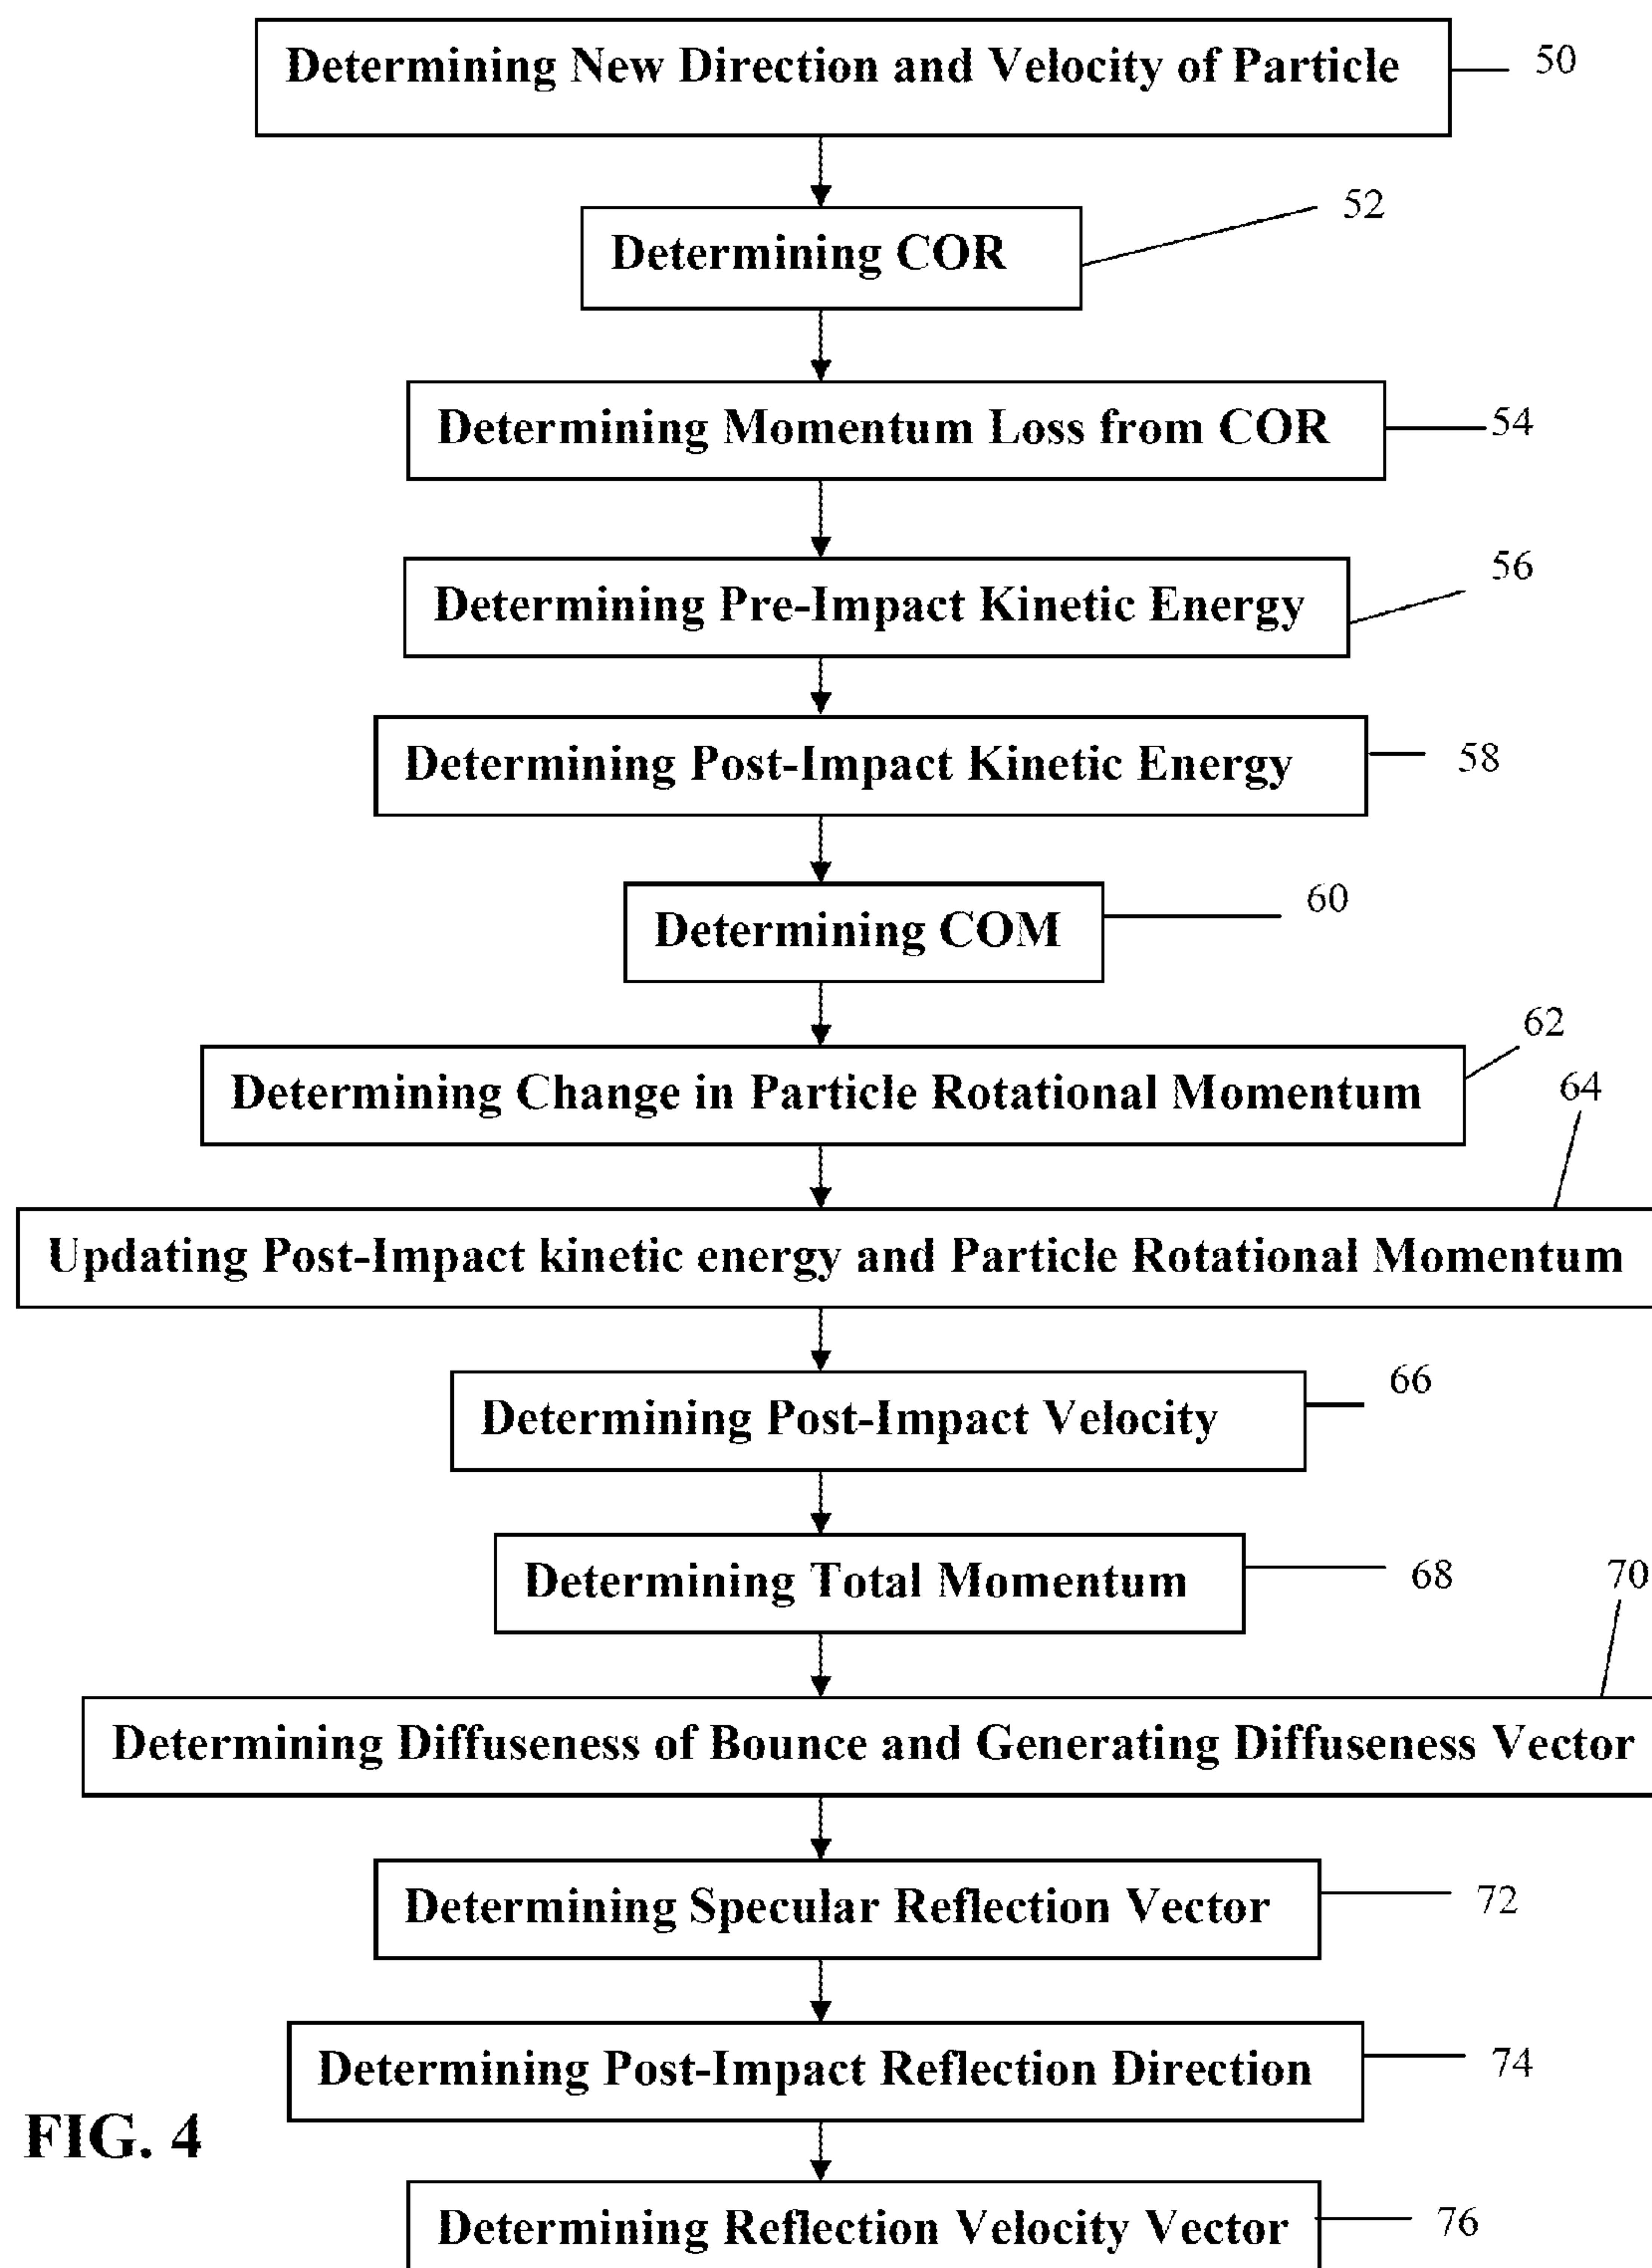 Determining New Direction and Velocity of Particle
50
Determining COR
52
Determining Momentum Loss from COR
54
Determining Pre-Impact Kinetic Energy
56
Determining Post-Impact Kinetic Energy
58
Determining COM
60
Determining Change in Particle Rotational Momentum
62
Updating Post-Impact kinetic energy and Particle Rotational Momentum
64
Determining Post-Impact Velocity
66
Determining Total Momentum
68
Determining Diffuseness of Bounce and Generating Diffuseness Vector
70
Determining Specular Reflection Vector
72
Determining Post-Impact Reflection Direction
74
FIG. 4
Determining Reflection Velocity Vector
76